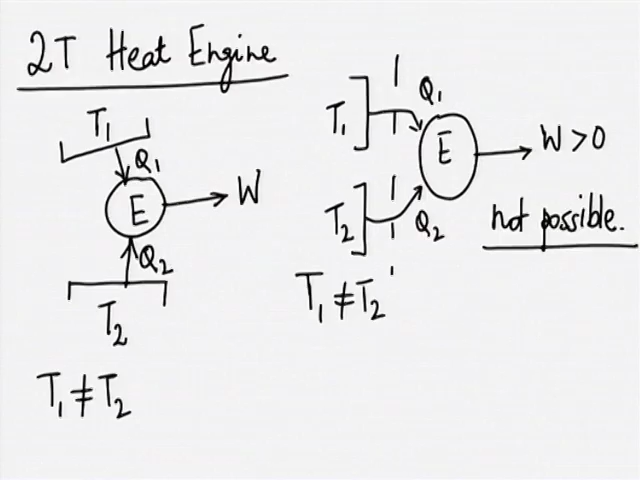 2T Heat Engine
T₁
Q₁
E
W
Q₂
T₂
T₁ ≠ T₂
T₁
Q₁
E
W > 0
T₂
Q₂
not possible.
T₁ ≠ T₂